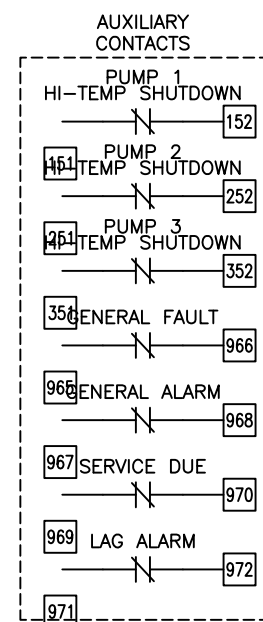 AUXILIARY
CONTACTS
PUMP 1
HI-TEMP SHUTDOWN
152
151
PUMP 2
HI-TEMP SHUTDOWN
252
251
PUMP 3
HI-TEMP SHUTDOWN
352
351
GENERAL FAULT
966
965
GENERAL ALARM
968
967
SERVICE DUE
970
969
LAG ALARM
972
971